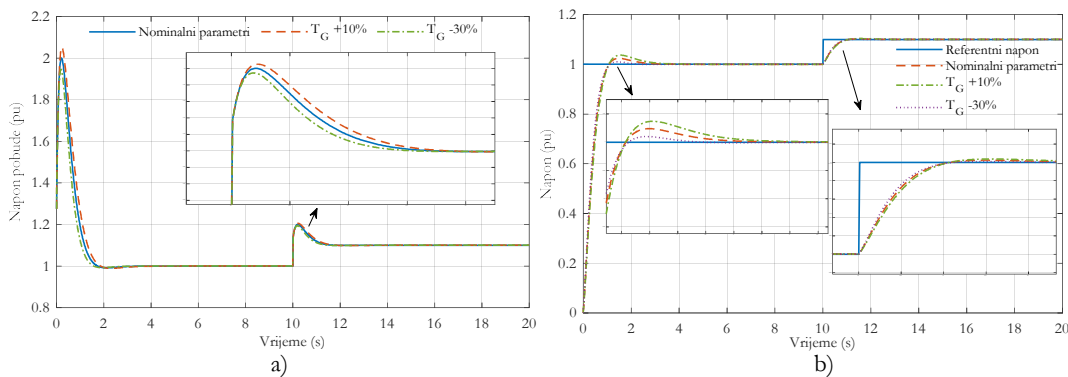 a)
2.2
2
1.8
1.6
1.4
1.2
1
0.8
Napon pobude (pu)
Nominalni parametri
T_G +10%
T_G -30%
0 2 4 6 8 10 12 14 16 18 20
Vrijeme (s)
a)
b)
1.2
1
0.8
0.6
0.4
0.2
0
Napon (pu)
Referentni napon
Nominalni parametri
T_G +10%
T_G -30%
0 2 4 6 8 10 12 14 16 18 20
Vrijeme (s)
b)